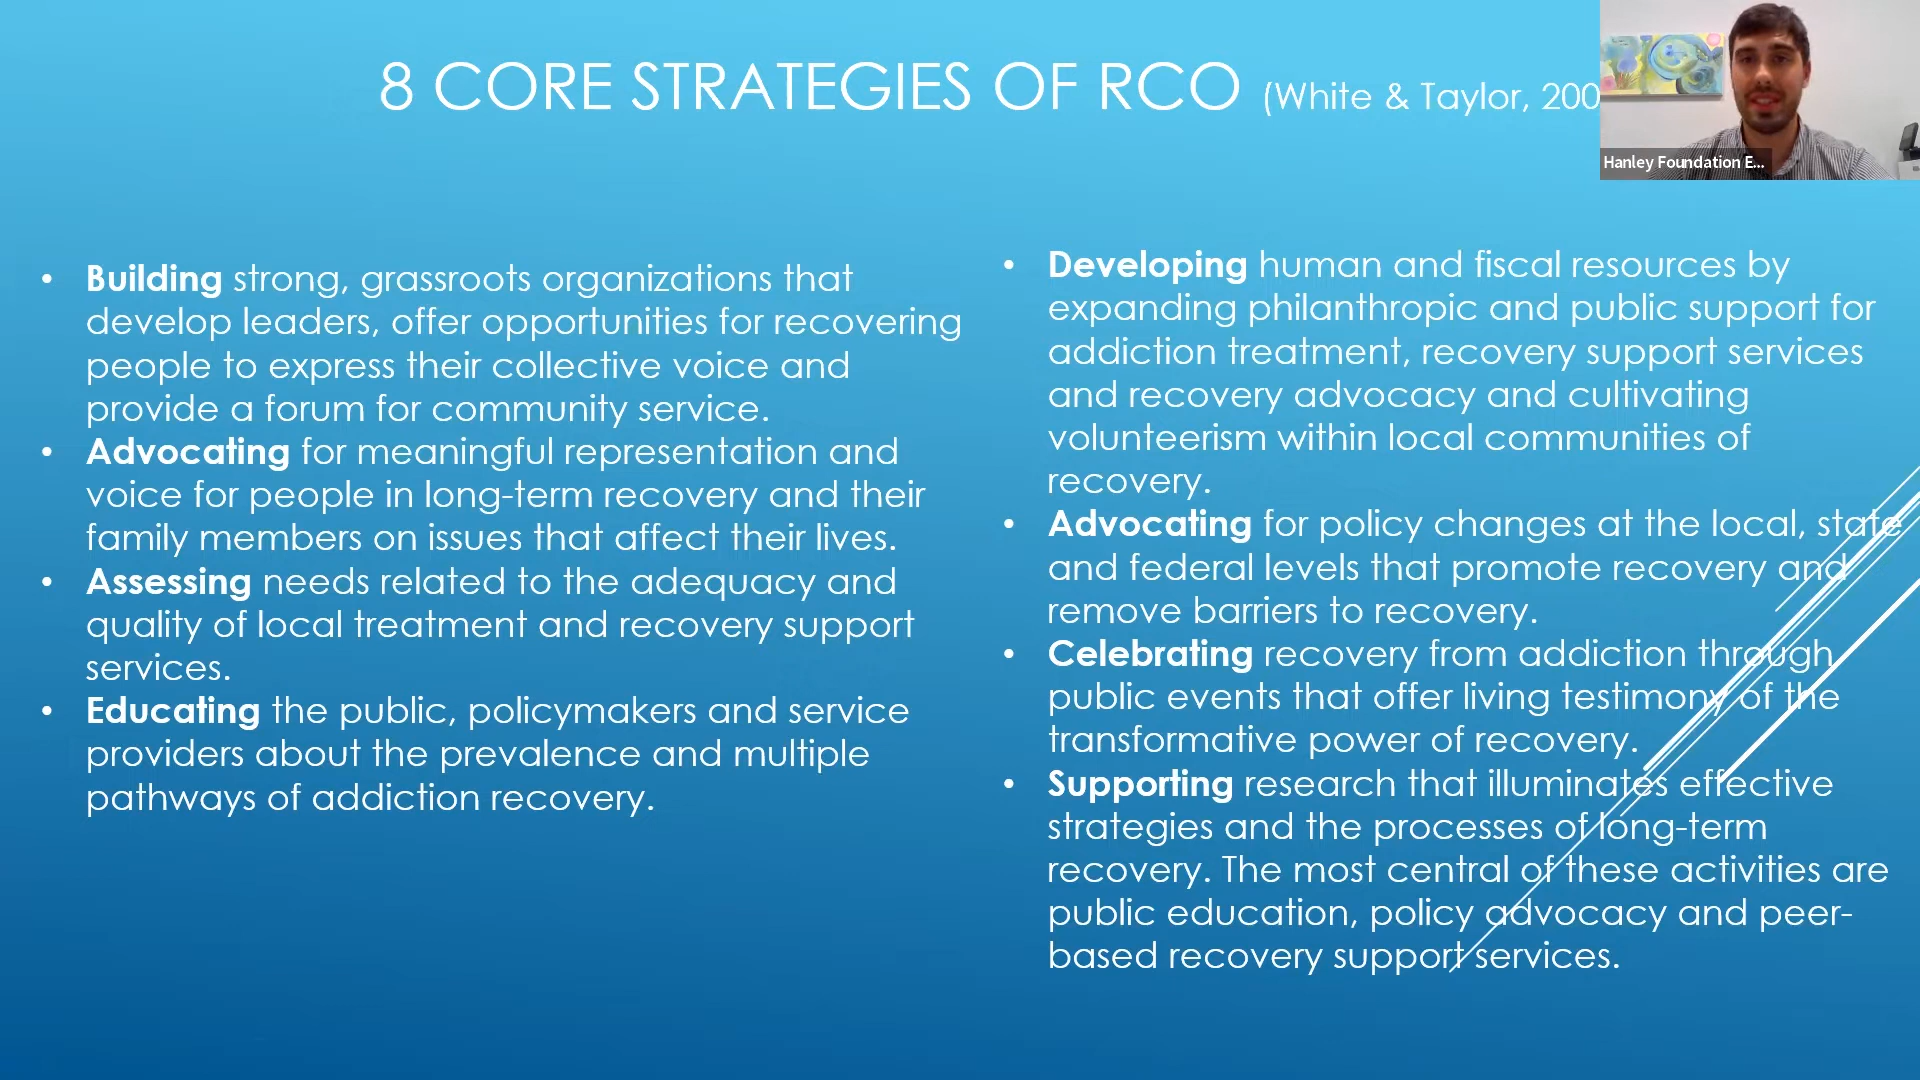 8 CORE STRATEGIES OF RCO (White & Taylor, 200
Hanley Foundation E...
• Building strong, grassroots organizations that
develop leaders, offer opportunities for recovering
people to express their collective voice and
provide a forum for community service.
• Advocating for meaningful representation and
voice for people in long-term recovery and their
family members on issues that affect their lives.
• Assessing needs related to the adequacy and
quality of local treatment and recovery support
services.
• Educating the public, policymakers and service
providers about the prevalence and multiple
pathways of addiction recovery.
• Developing human and fiscal resources by
expanding philanthropic and public support for
addiction treatment, recovery support services
and recovery advocacy and cultivating
volunteerism within local communities of
recovery.
• Advocating for policy changes at the local, state
and federal levels that promote recovery and
remove barriers to recovery.
• Celebrating recovery from addiction through
public events that offer living testimony of the
transformative power of recovery.
• Supporting research that illuminates effective
strategies and the processes of long-term
recovery. The most central of these activities are
public education, policy advocacy and peer-
based recovery support services.